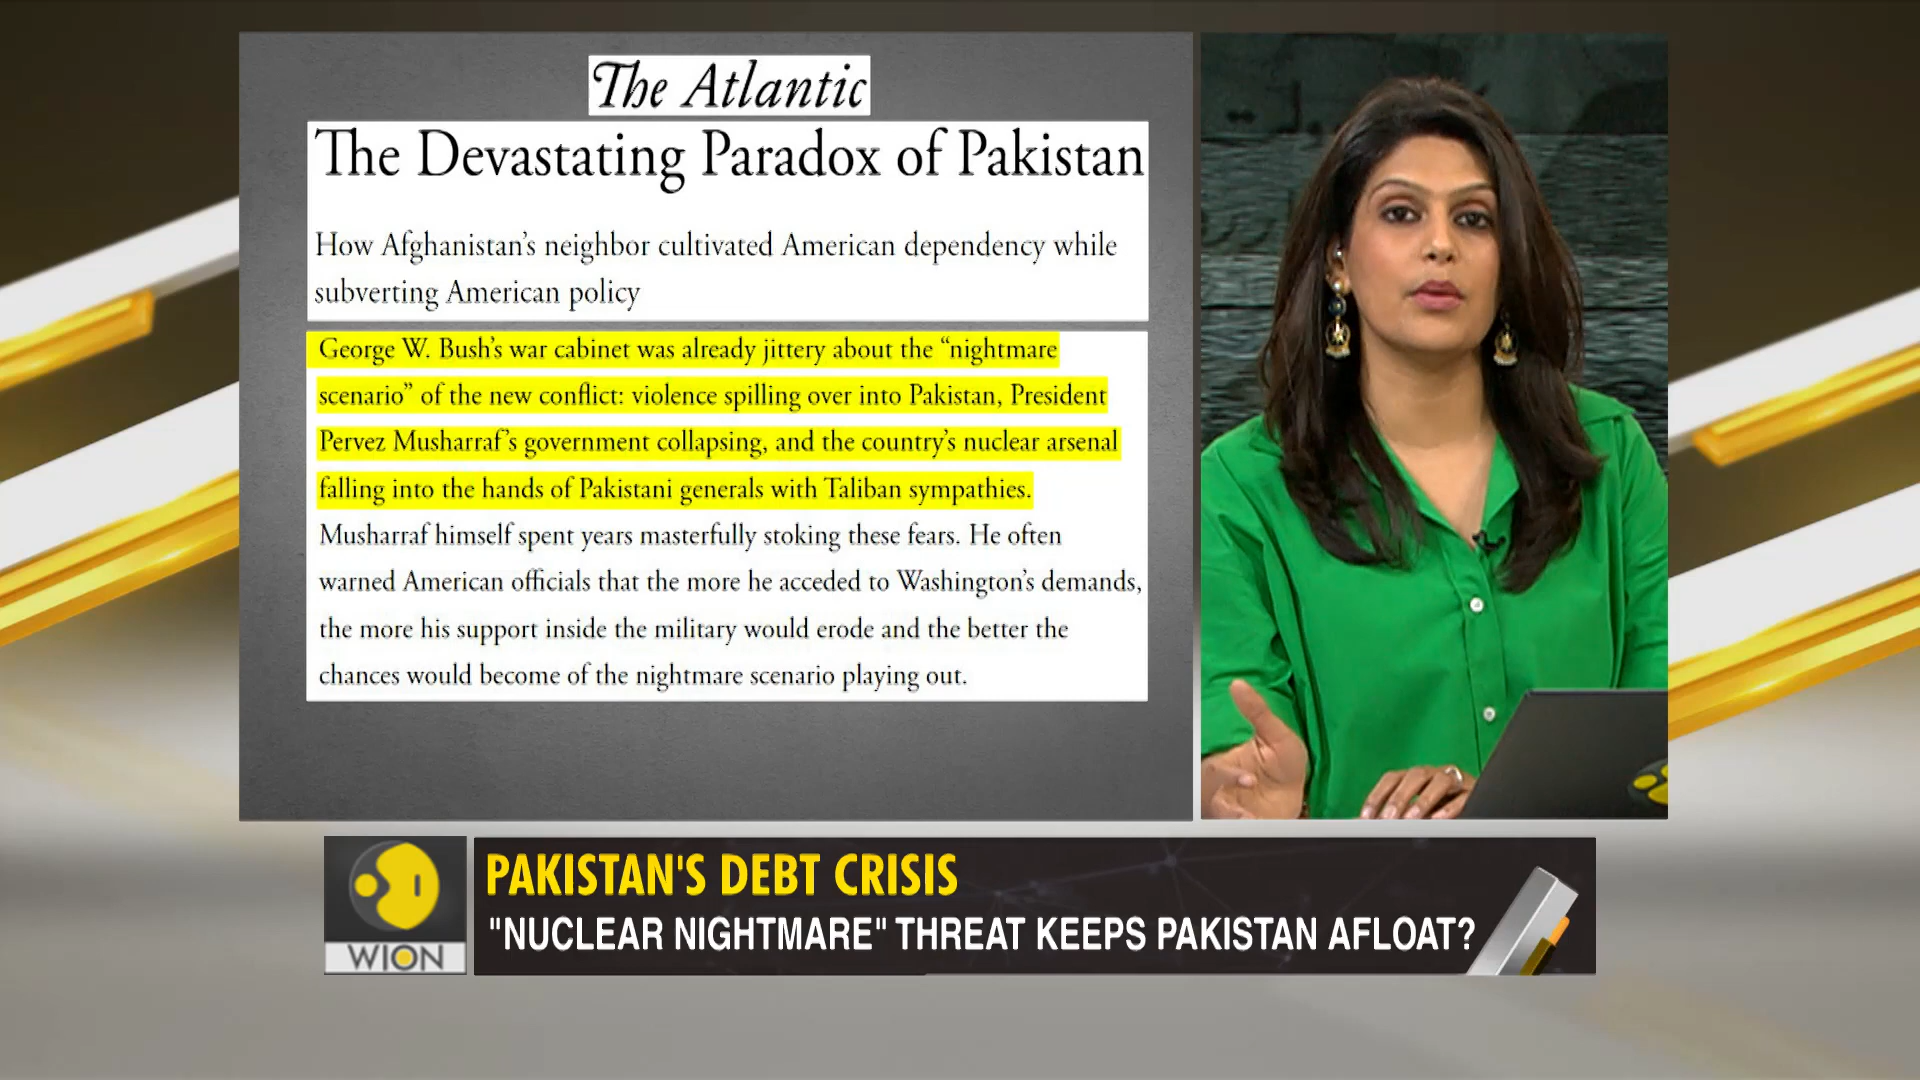 The Atlantic
The Devastating Paradox of Pakistan
How Afghanistan's neighbor cultivated American dependency while
subverting American policy
George W. Bush's war cabinet was already jittery about the “nightmare
scenario” of the new conflict: violence spilling over into Pakistan, President
Pervez Musharraf's government collapsing, and the country's nuclear arsenal
falling into the hands of Pakistani generals with Taliban sympathies.
Musharraf himself spent years masterfully stoking these fears. He often
warned American officials that the more he acceded to Washington's demands,
the more his support inside the military would erode and the better the
chances would become of the nightmare scenario playing out.
WION
PAKISTAN'S DEBT CRISIS
"NUCLEAR NIGHTMARE" THREAT KEEPS PAKISTAN AFLOAT?